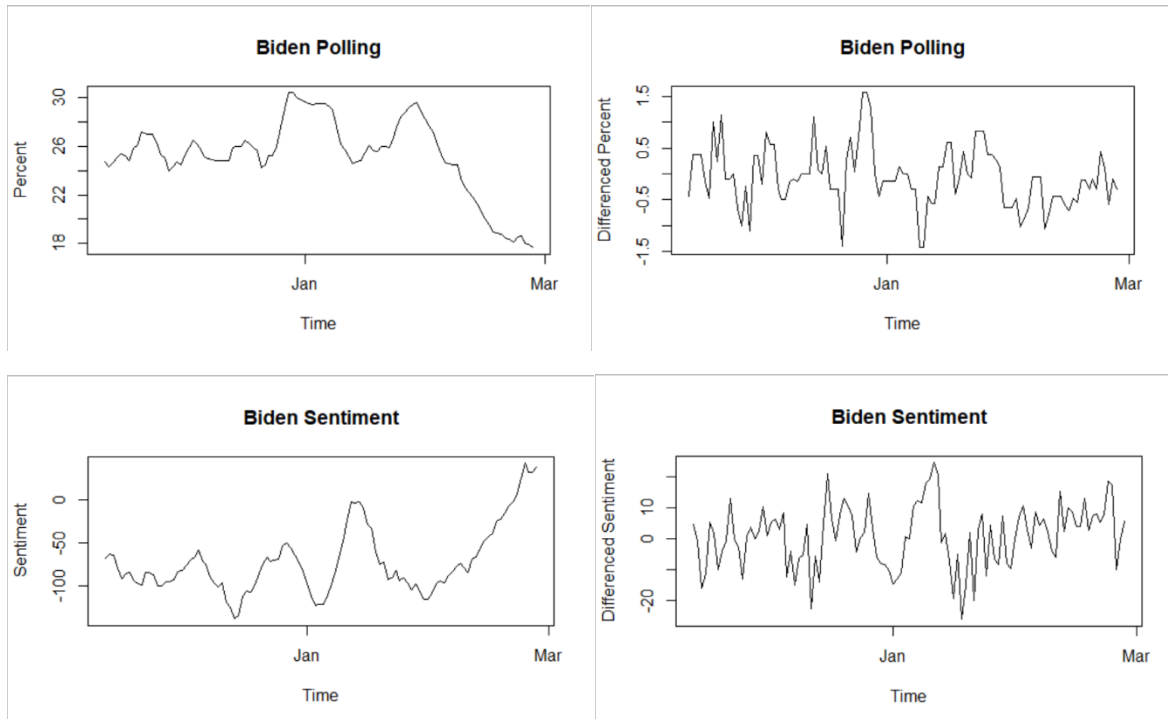 Biden Polling
Percent
30
26
22
18
Jan
Mar
Time
Biden Polling
Differenced Percent
1.5
0.5
-0.5
-1.5
Jan
Mar
Time
Biden Sentiment
Sentiment
0
-50
-100
Jan
Mar
Time
Biden Sentiment
Differenced Sentiment
10
0
-20
Jan
Mar
Time